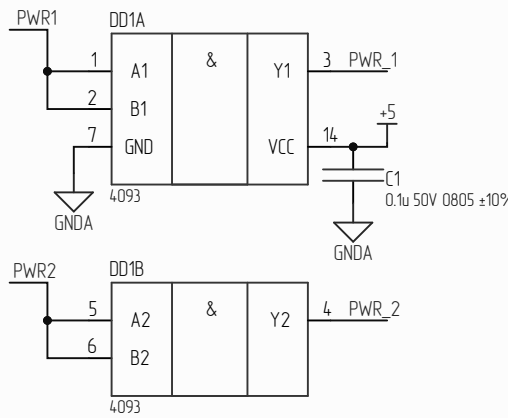 PWR1
DD1A
1 A1 & Y1 3 PWR_1
2 B1
+5
7 GND VCC 14
C1
0.1u 50V 0805 ±10%
4093
GNDA
GNDA
PWR2
DD1B
5 A2 & Y2 4 PWR_2
6 B2
4093